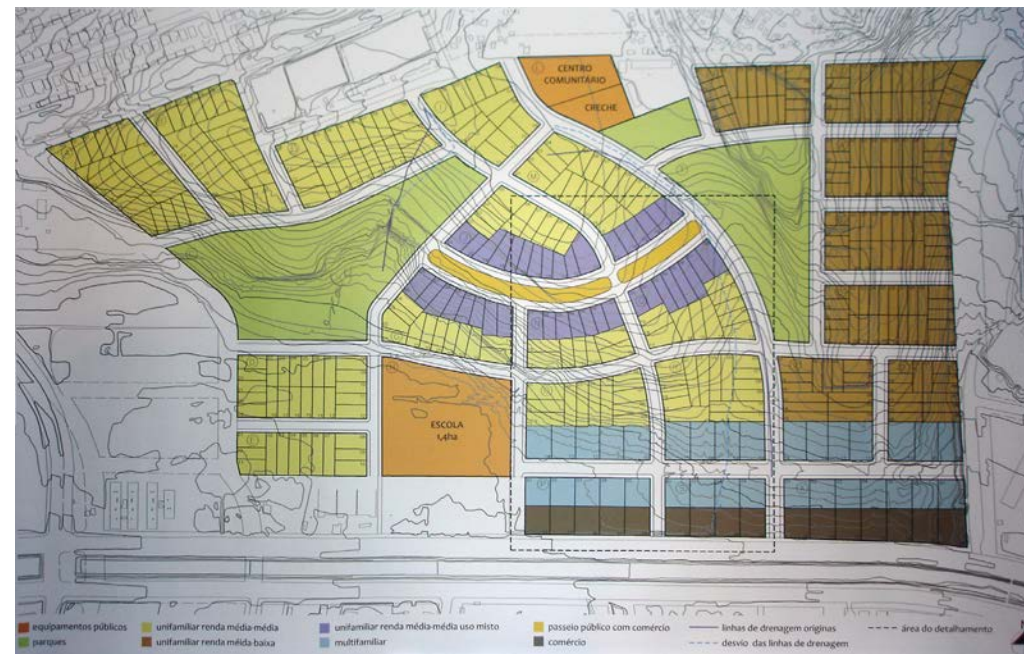 CENTRO
COMUNITÁRIO
CRECHE
ESCOLA
1,4ha
equipamentos públicos
unifamiliar renda média-média
unifamiliar renda média-média uso misto
passeio público com comércio
linhas de drenagem originas
área do detalhamento
parques
unifamiliar renda méida-baixa
multifamiliar
comércio
desvio das linhas de drenagem
N